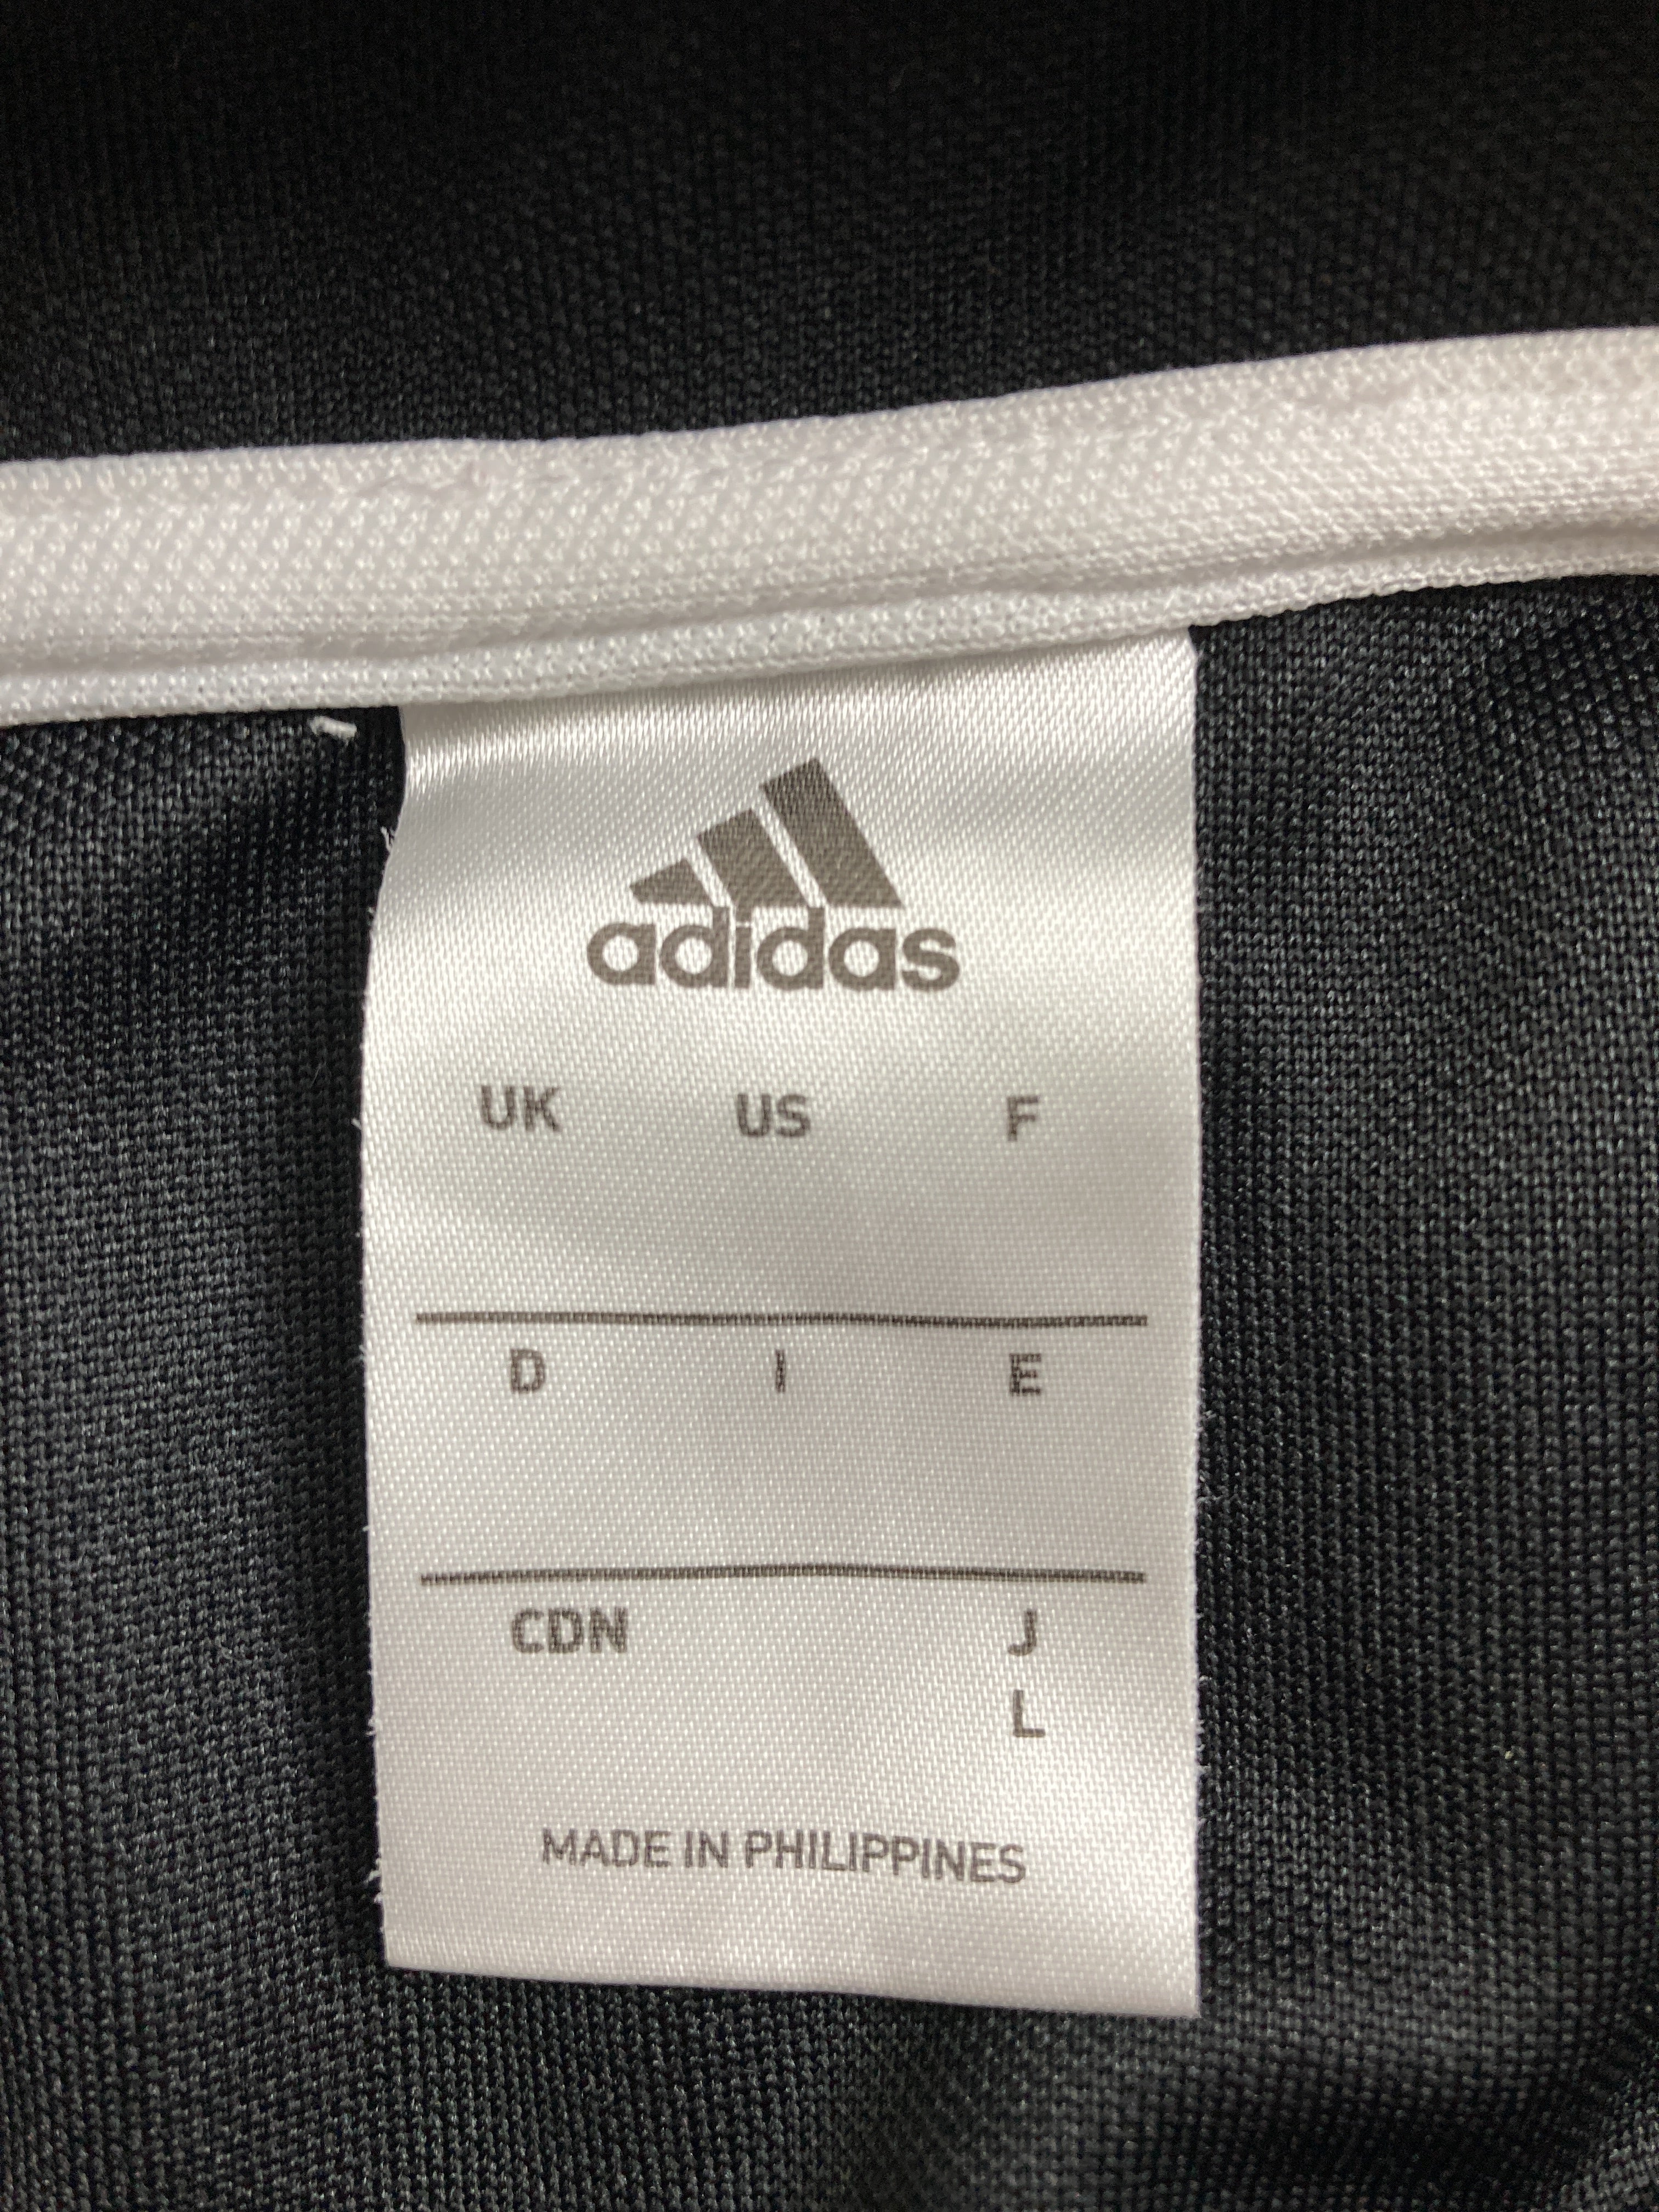 adidas
UK US F
D I E
CDN J
L
MADE IN PHILIPPINES